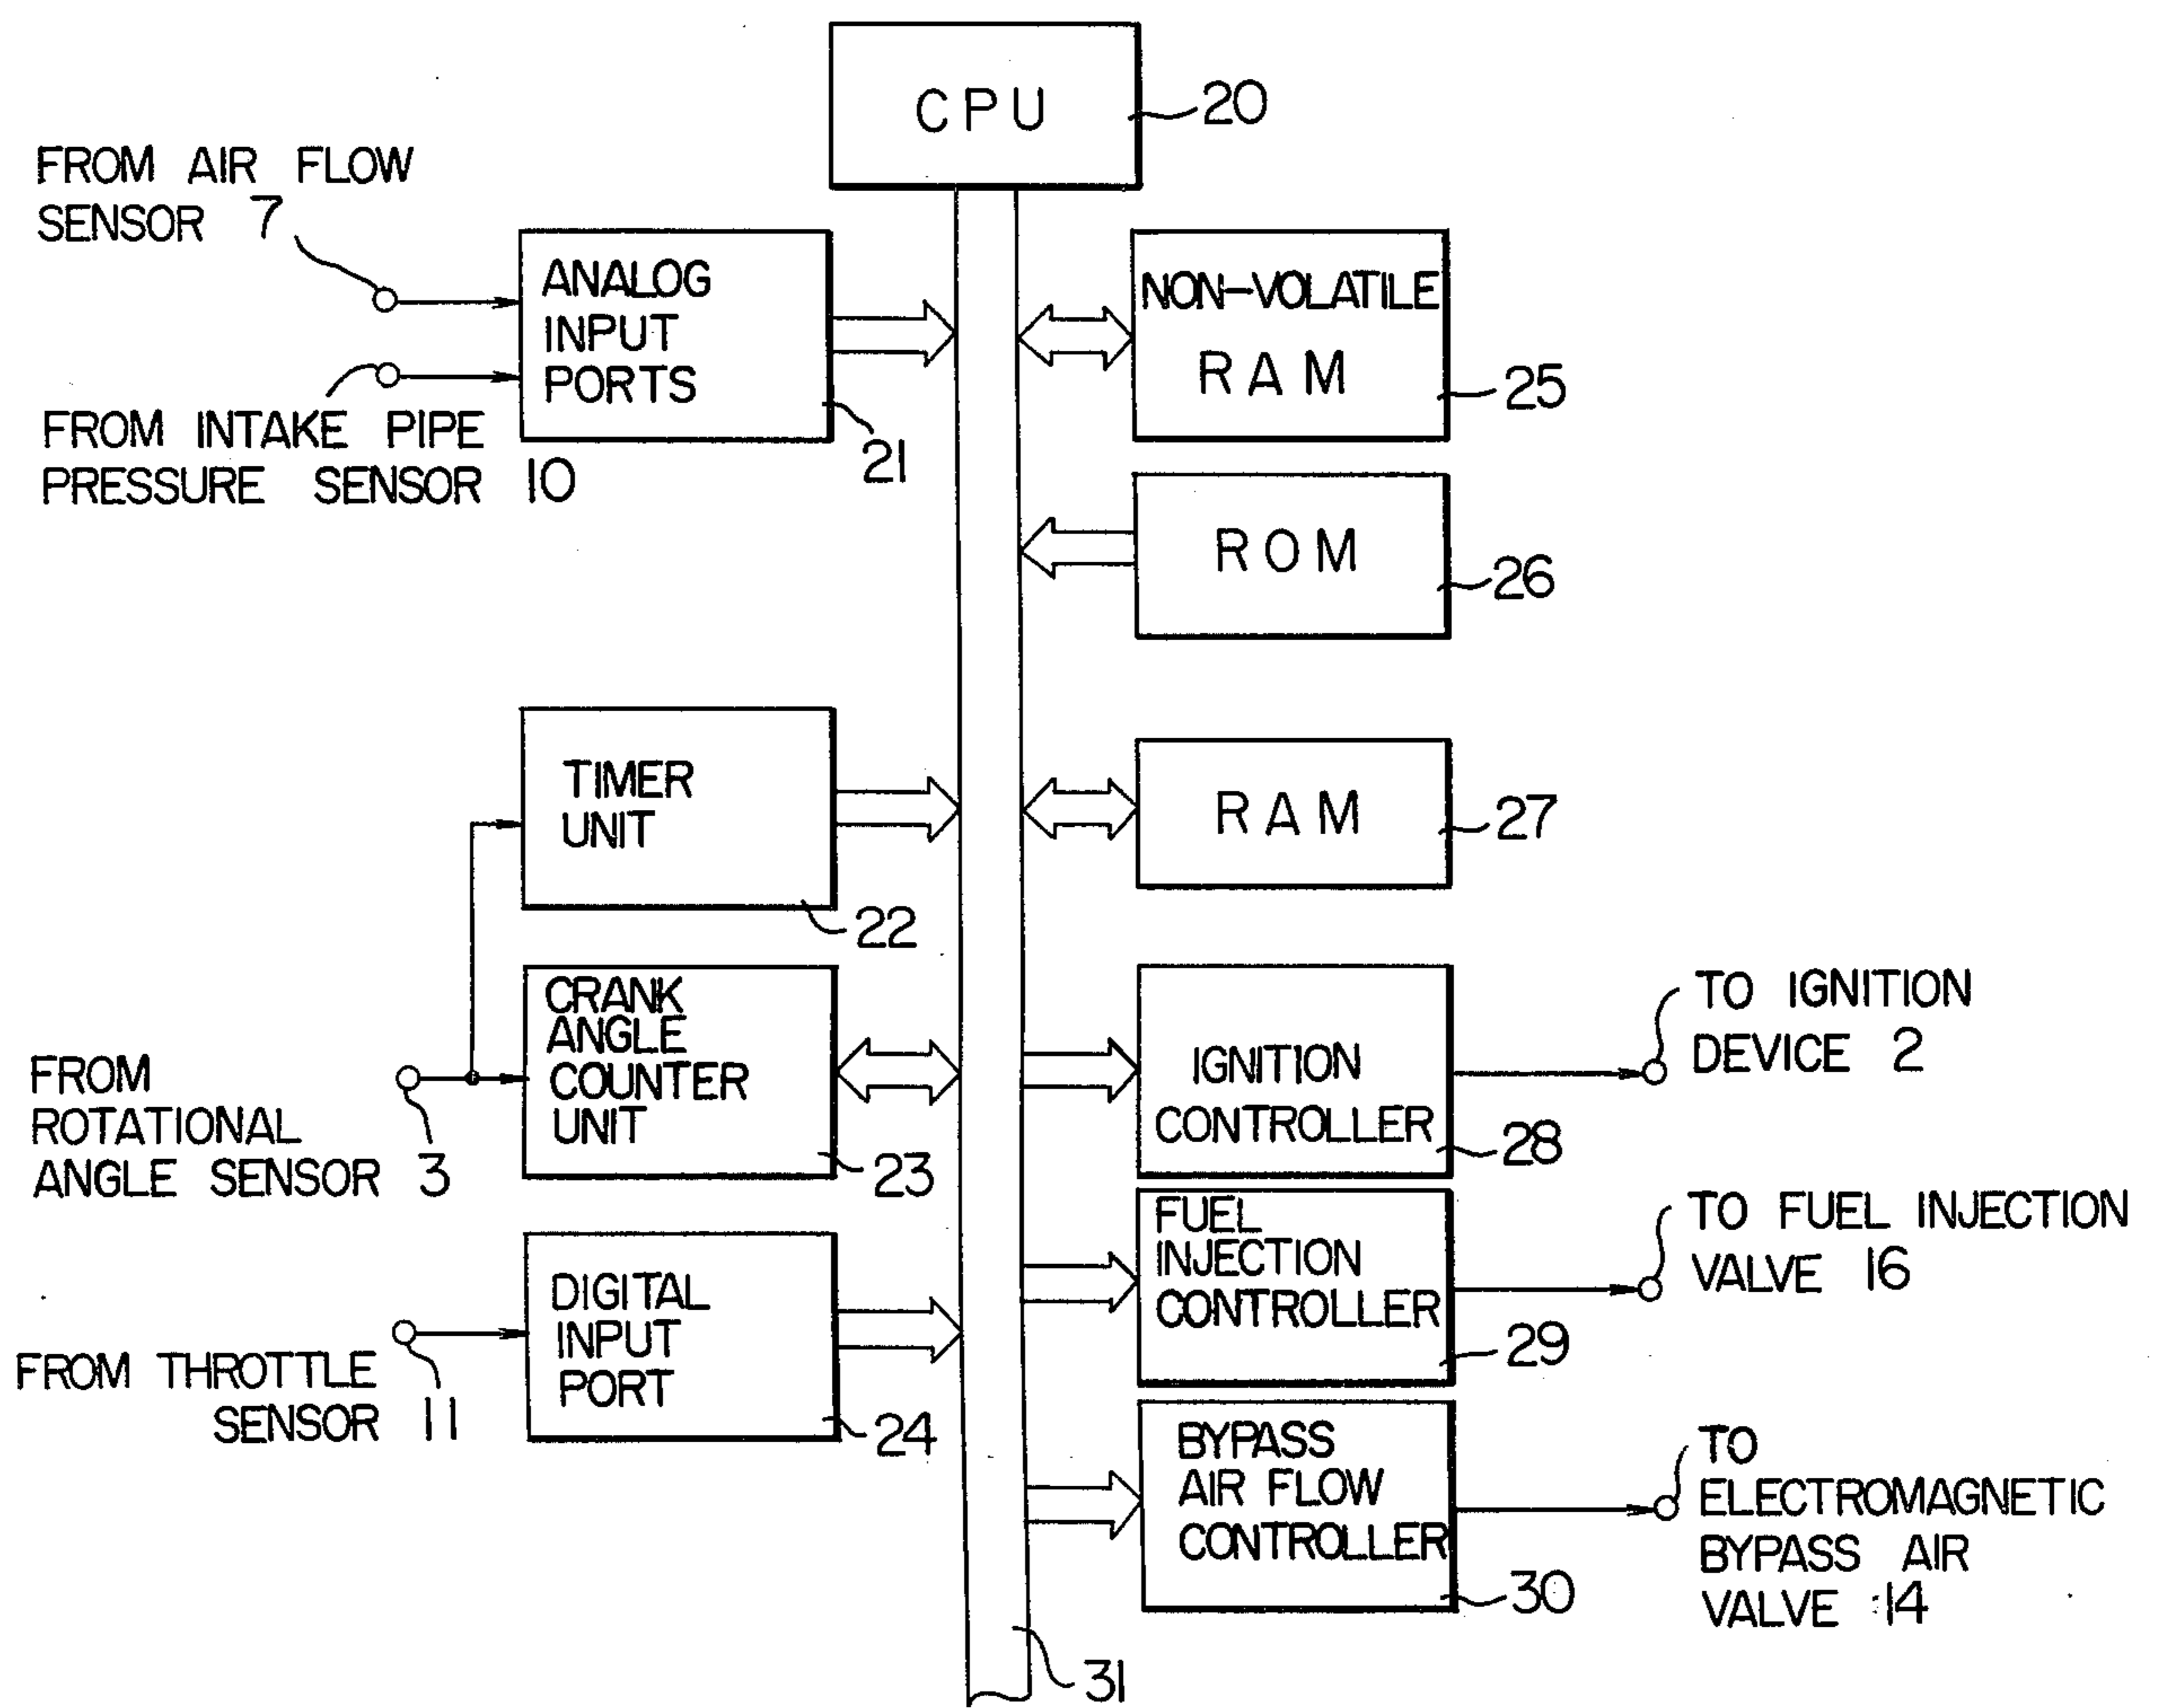 CPU
20
FROM AIR FLOW
SENSOR 7
ANALOG
INPUT
PORTS
21
FROM INTAKE PIPE
PRESSURE SENSOR 10
NON-VOLATILE
RAM
25
ROM
26
TIMER
UNIT
22
RAM
27
CRANK
ANGLE
COUNTER
UNIT
23
FROM
ROTATIONAL
ANGLE SENSOR 3
IGNITION
CONTROLLER
28
TO IGNITION
DEVICE 2
FUEL
INJECTION
CONTROLLER
29
TO FUEL INJECTION
VALVE 16
DIGITAL
INPUT
PORT
24
FROM THROTTLE
SENSOR 11
BYPASS
AIR FLOW
CONTROLLER
30
TO
ELECTROMAGNETIC
BYPASS AIR
VALVE 14
31